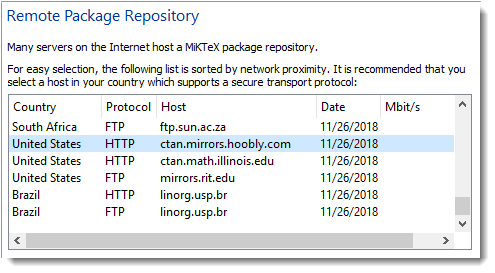 Remote Package Repository
Many servers on the Internet host a MiKTeX package repository.
For easy selection, the following list is sorted by network proximity. It is recommended that you
select a host in your country which supports a secure transport protocol:
Country Protocol Host Date Mbit/s
South Africa FTP ftp.sun.ac.za 11/26/2018
United States HTTP ctan.mirrors.hoobly.com 11/26/2018
United States HTTP ctan.math.illinois.edu 11/26/2018
United States FTP mirrors.rit.edu 11/26/2018
Brazil HTTP linorg.usp.br 11/26/2018
Brazil FTP linorg.usp.br 11/26/2018